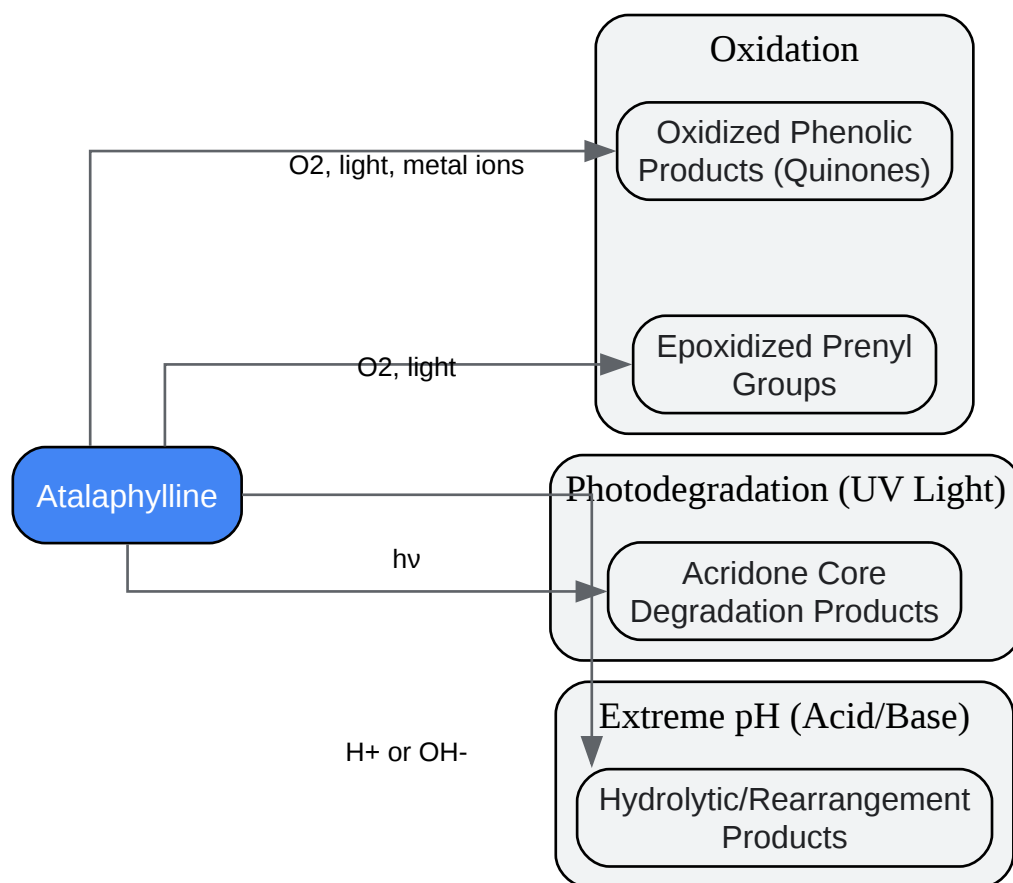 Oxidation
Oxidized Phenolic
Products (Quinones)
O2, light, metal ions
Epoxidized Prenyl
Groups
O2, light
Atalaphylline
Photodegradation (UV Light)
hν
Acridone Core
Degradation Products
Extreme pH (Acid/Base)
H+ or OH-
Hydrolytic/Rearrangement
Products